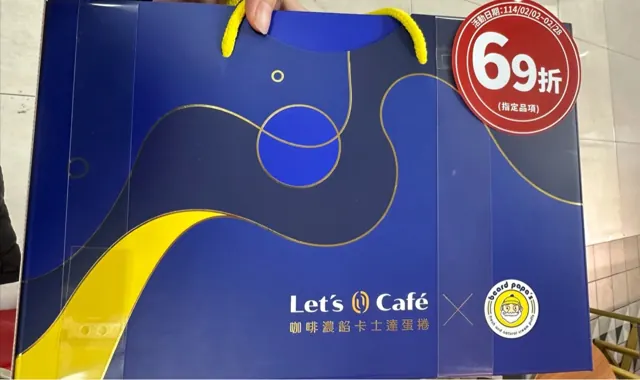 活動日期:114/02/02~02/28
69折
(指定品項)
Let's Café
咖啡濃餡卡士達蛋捲
beard papa's